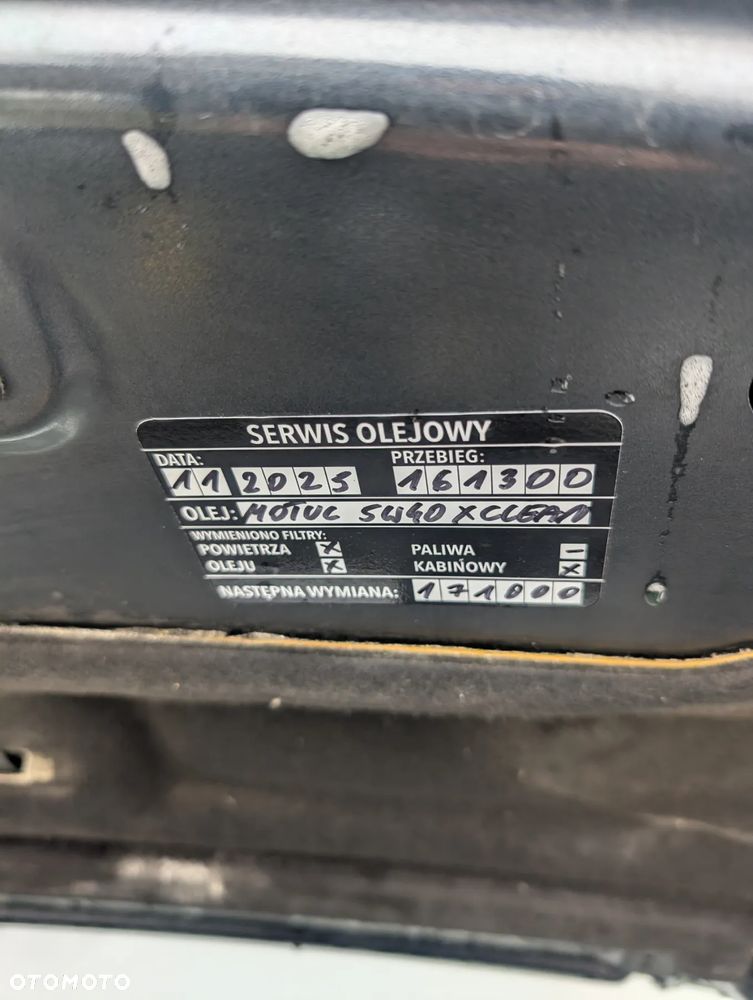 SERWIS OLEJOWY
DATA: PRZEBIEG:
11 2025 161300
OLEJ: MOTUL 5W40 XCLEAN
WYMIENIONO FILTRY:
POWIETRZA X PALIWA –
OLEJU X KABINOWY X
NASTĘPNA WYMIANA: 171000
OTOMOTO